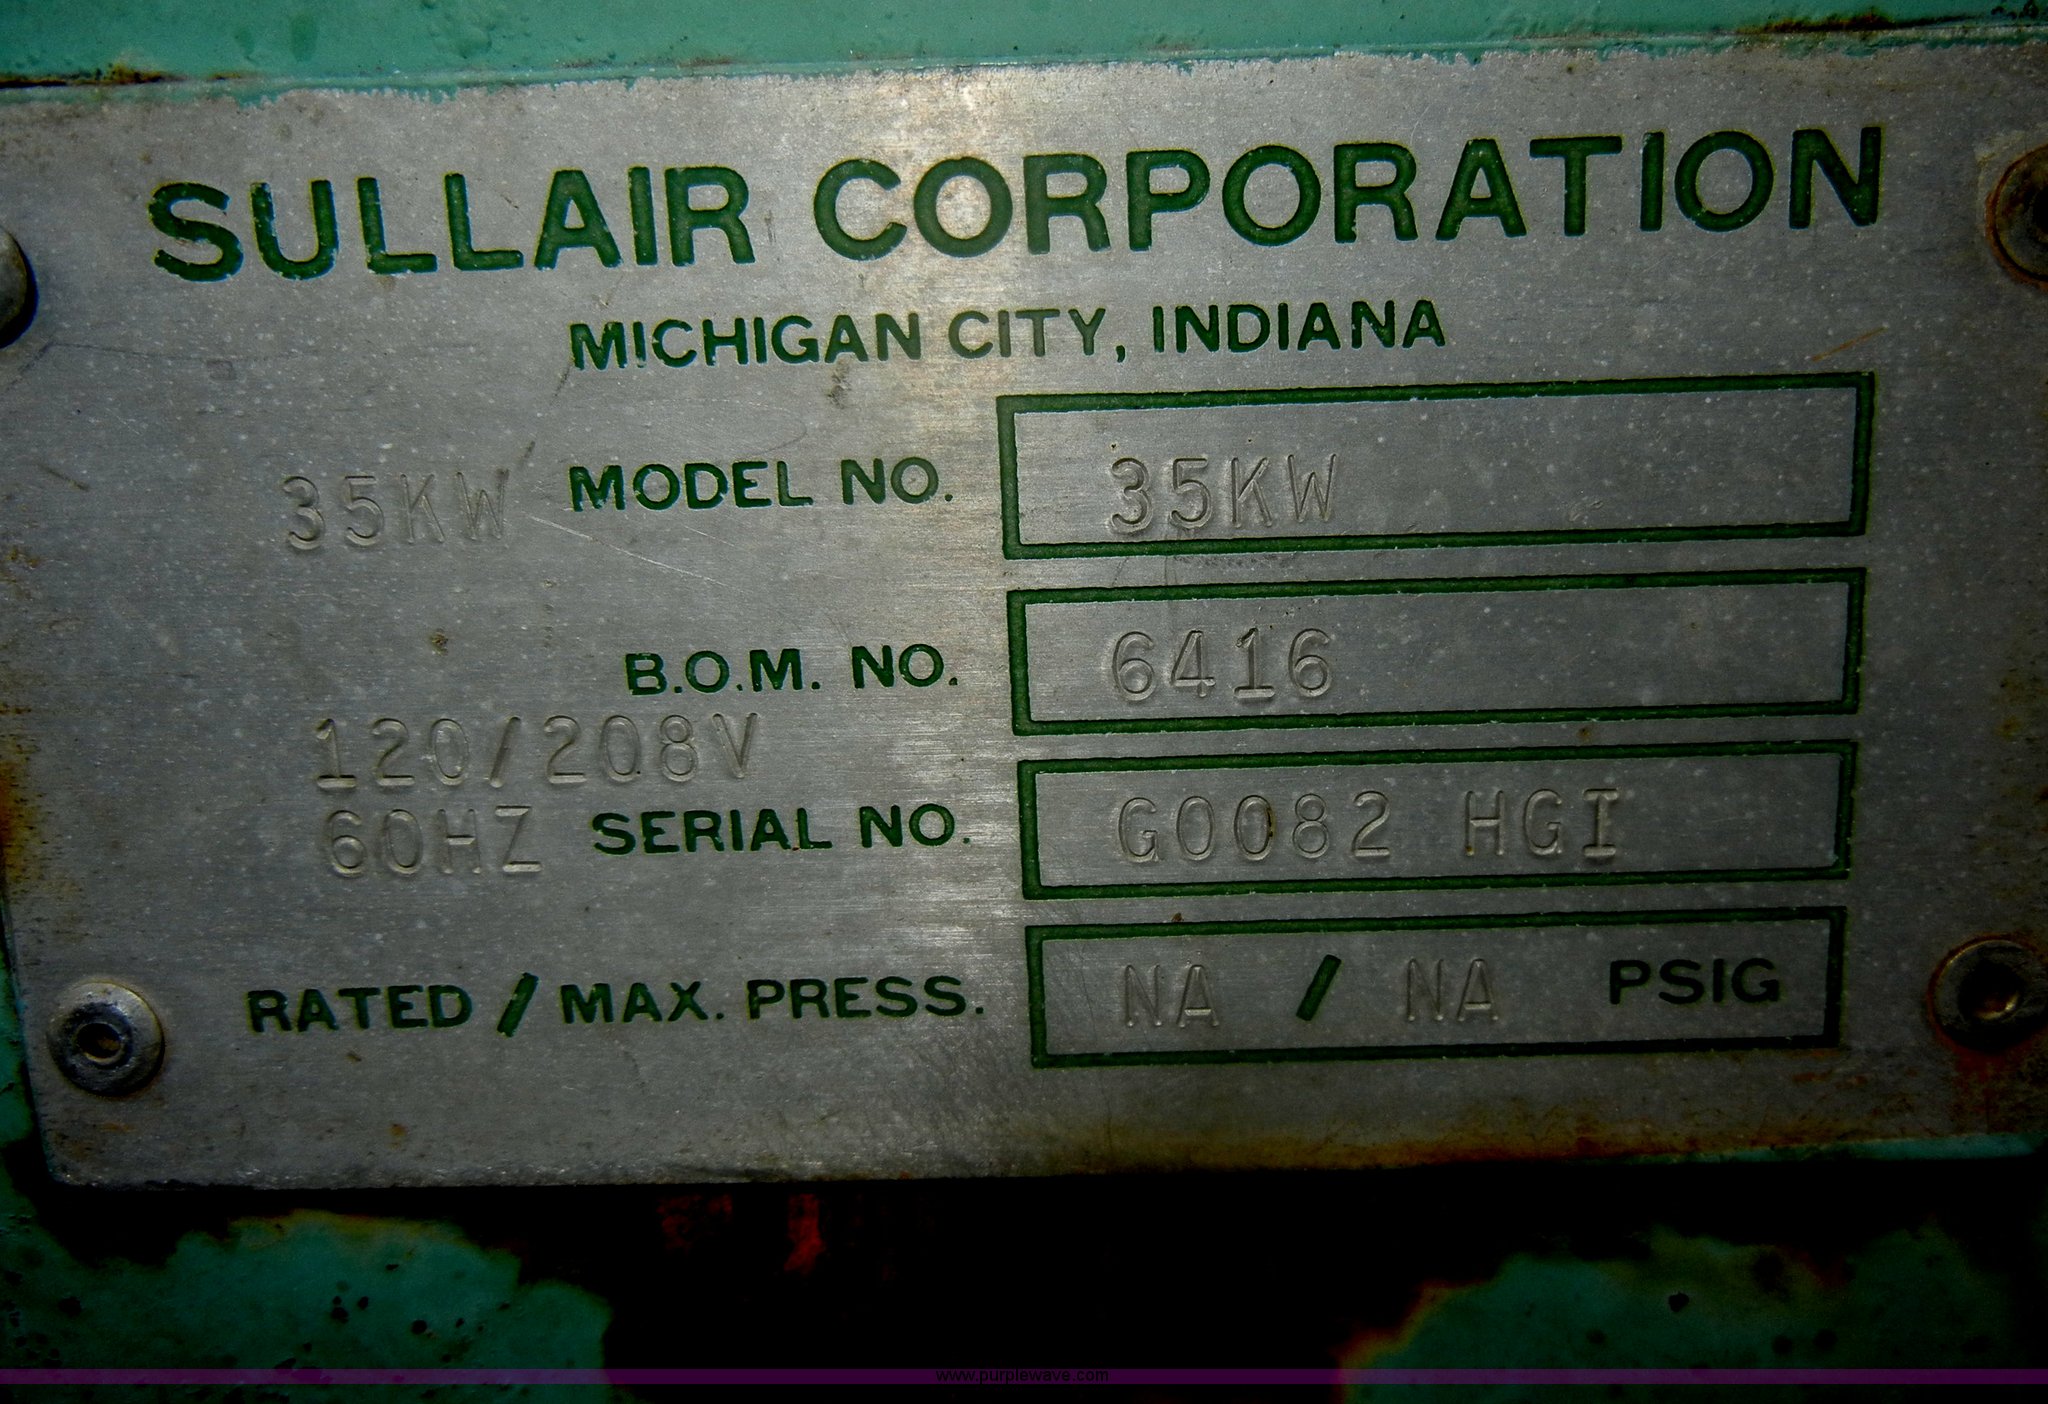 SULLAIR CORPORATION
MICHIGAN CITY, INDIANA
35KW MODEL NO. 35KW
B.O.M. NO. 6416
120/208V
60HZ SERIAL NO. G0082 HGI
RATED / MAX. PRESS. NA / NA PSIG
www.purplewave.com